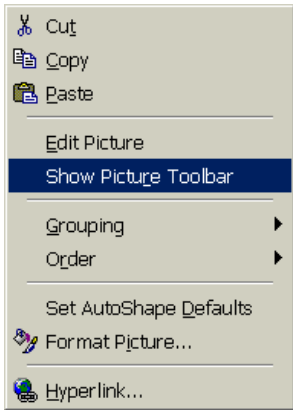 Cut
Copy
Paste
Edit Picture
Show Picture Toolbar
Grouping
Order
Set AutoShape Defaults
Format Picture...
Hyperlink...